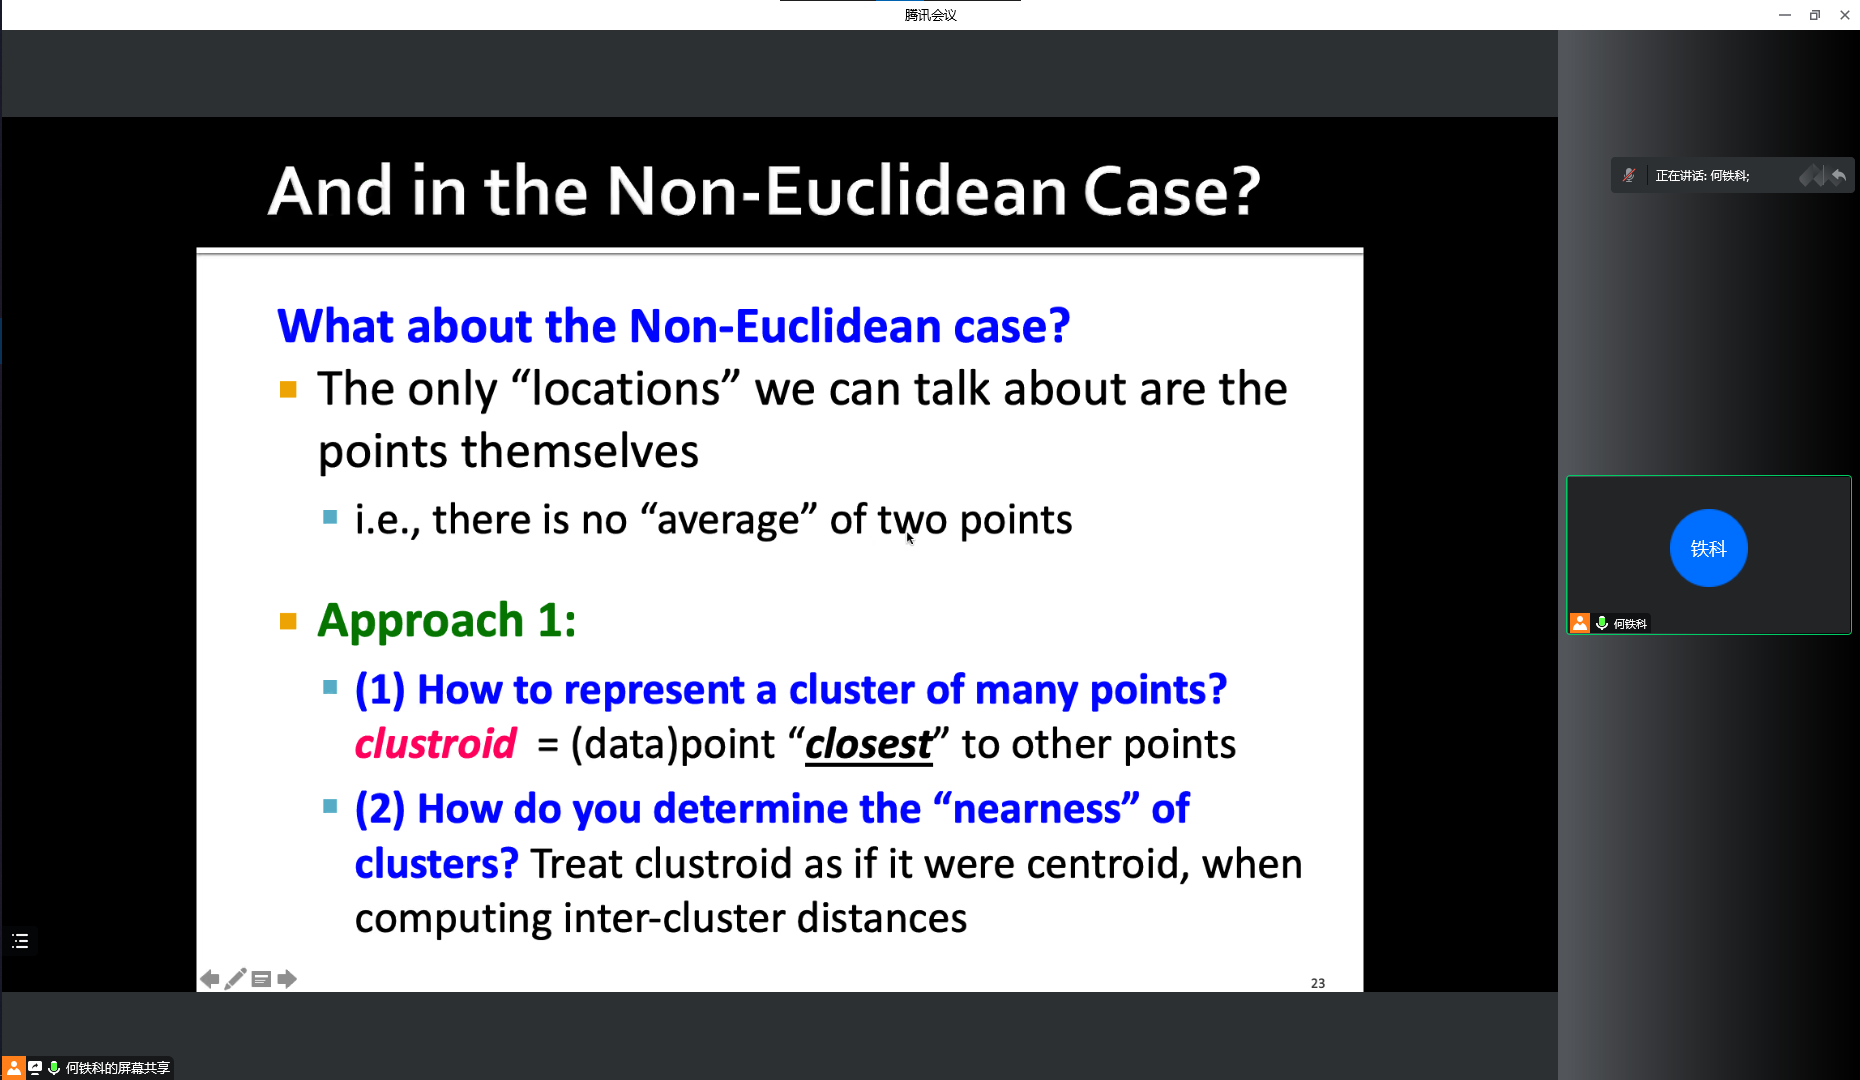 腾讯会议
And in the Non-Euclidean Case?
What about the Non-Euclidean case?
The only “locations” we can talk about are the
points themselves
i.e., there is no “average” of two points
Approach 1:
(1) How to represent a cluster of many points?
clustroid = (data)point “closest” to other points
(2) How do you determine the “nearness” of
clusters? Treat clustroid as if it were centroid, when
computing inter-cluster distances
23
正在讲话: 何铁科;
铁科
何铁科
何铁科的屏幕共享